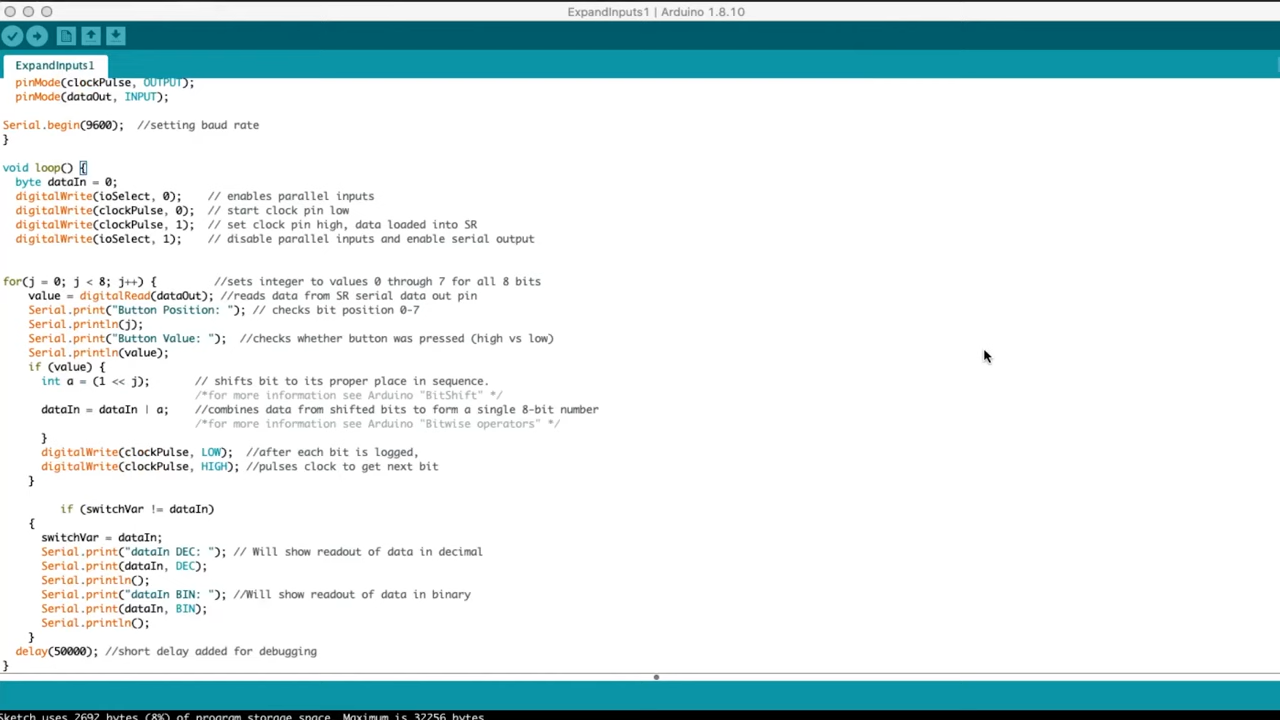 ExpandInputs1 | Arduino 1.8.10
ExpandInputs1
pinMode(clockPulse, OUTPUT);
pinMode(dataOut, INPUT);
Serial.begin(9600);  //setting baud rate
}
void loop() {
byte dataIn = 0;
digitalWrite(ioSelect, 0);    // enables parallel inputs
digitalWrite(clockPulse, 0);  // start clock pin low
digitalWrite(clockPulse, 1);  // set clock pin high, data loaded into SR
digitalWrite(ioSelect, 1);    // disable parallel inputs and enable serial output
for(j = 0; j < 8; j++) {         //sets integer to values 0 through 7 for all 8 bits
value = digitalRead(dataOut); //reads data from SR serial data out pin
Serial.print("Button Position: "); // checks bit position 0-7
Serial.println(j);
Serial.print("Button Value: ");  //checks whether button was pressed (high vs low)
Serial.println(value);
if (value) {
int a = (1 << j);       // shifts bit to its proper place in sequence.
/*for more information see Arduino "BitShift" */
dataIn = dataIn | a;    //combines data from shifted bits to form a single 8-bit number
/*for more information see Arduino "Bitwise operators" */
}
digitalWrite(clockPulse, LOW);  //after each bit is logged,
digitalWrite(clockPulse, HIGH); //pulses clock to get next bit
}
if (switchVar != dataIn)
{
switchVar = dataIn;
Serial.print("dataIn DEC: "); // Will show readout of data in decimal
Serial.print(dataIn, DEC);
Serial.println();
Serial.print("dataIn BIN: "); //Will show readout of data in binary
Serial.print(dataIn, BIN);
Serial.println();
}
delay(50000); //short delay added for debugging
}
Sketch uses 2692 bytes (8%) of program storage space. Maximum is 32256 bytes.